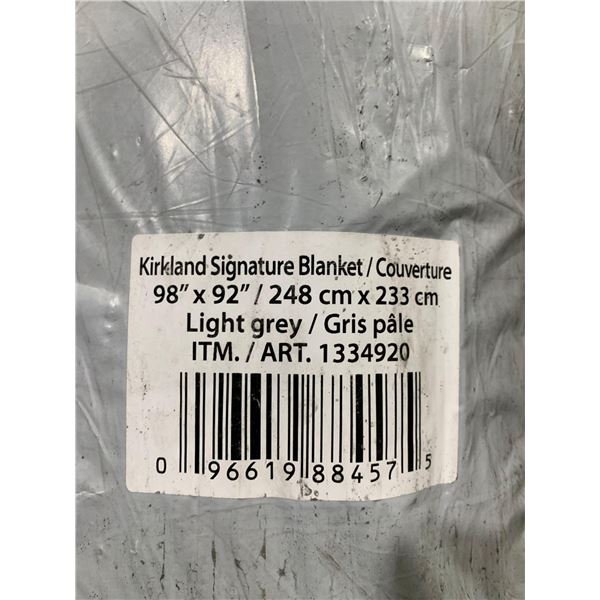 Kirkland Signature Blanket / Couverture
98” x 92” / 248 cm x 233 cm
Light grey / Gris pâle
ITM. / ART. 1334920
0 96619 88457 5